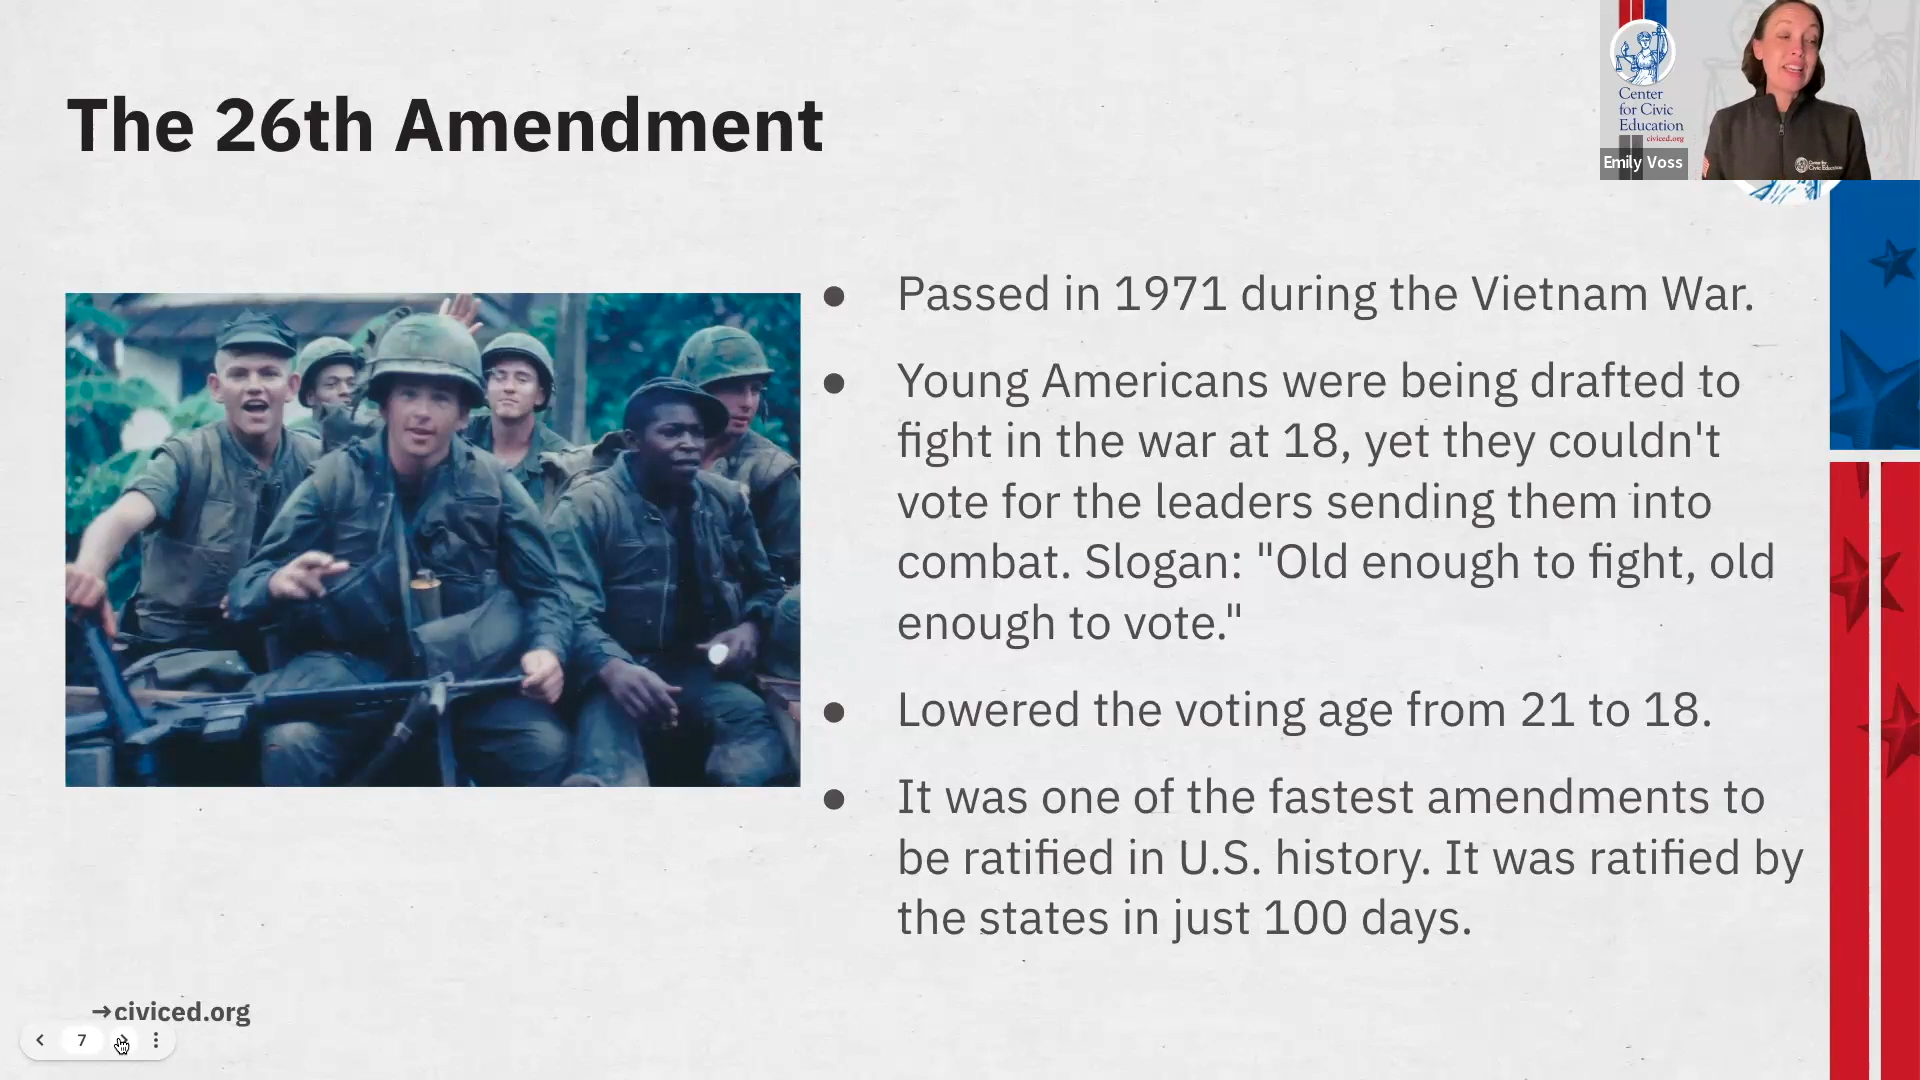 The 26th Amendment
Center
for Civic
Education
civiced.org
Emily Voss
Center for
Civic Education
● Passed in 1971 during the Vietnam War.
● Young Americans were being drafted to
fight in the war at 18, yet they couldn't
vote for the leaders sending them into
combat. Slogan: "Old enough to fight, old
enough to vote."
● Lowered the voting age from 21 to 18.
● It was one of the fastest amendments to
be ratified in U.S. history. It was ratified by
the states in just 100 days.
→civiced.org
7